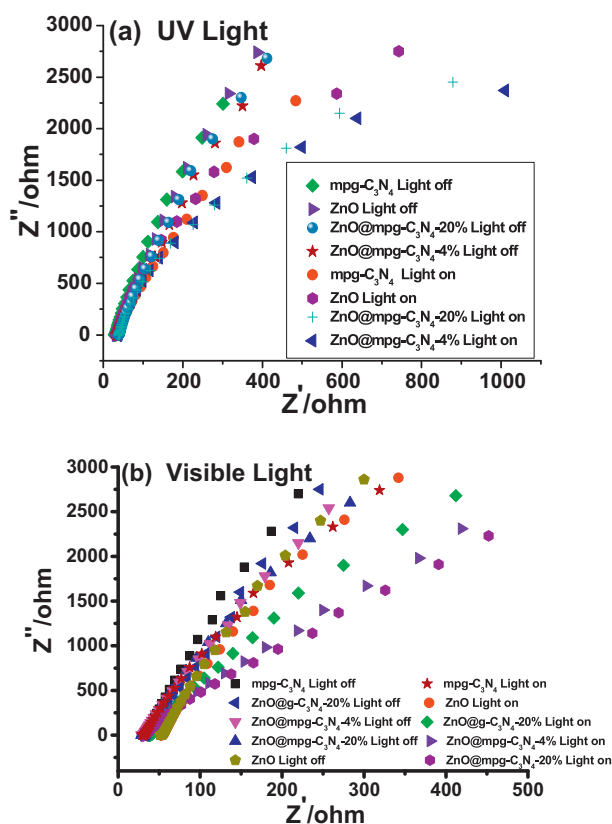 (a) UV Light
3000
2500
2000
1500
1000
500
0
Z"/ohm
mpg-C₃N₄ Light off
ZnO Light off
ZnO@mpg-C₃N₄-20% Light off
ZnO@mpg-C₃N₄-4% Light off
mpg-C₃N₄ Light on
ZnO Light on
ZnO@mpg-C₃N₄-20% Light on
ZnO@mpg-C₃N₄-4% Light on
0 200 400 600 800 1000
Z'/ohm
(b) Visible Light
3000
2500
2000
1500
1000
500
0
Z"/ohm
mpg-C₃N₄ Light off
ZnO@g-C₃N₄-20% Light off
ZnO@mpg-C₃N₄-4% Light off
ZnO@mpg-C₃N₄-20% Light off
ZnO Light off
mpg-C₃N₄ Light on
ZnO Light on
ZnO@g-C₃N₄-20% Light on
ZnO@mpg-C₃N₄-4% Light on
ZnO@mpg-C₃N₄-20% Light on
0 100 200 300 400 500
Z'/ohm